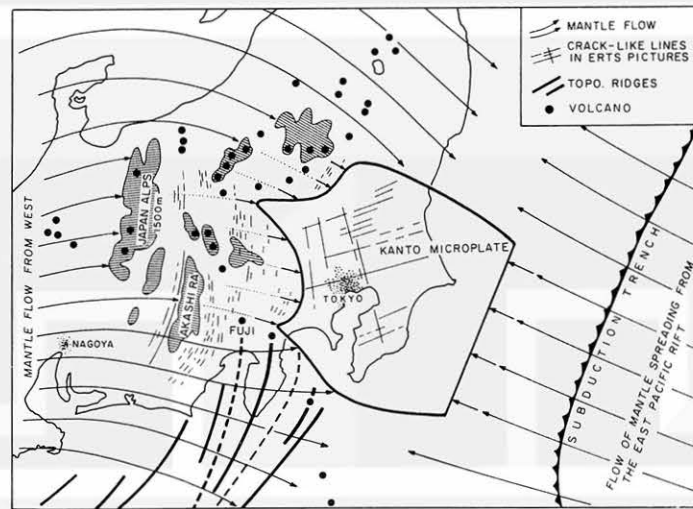 MANTLE FLOW
CRACK-LIKE LINES
IN ERTS PICTURES
TOPO. RIDGES
VOLCANO
MANTLE FLOW FROM WEST
JAPAN ALPS
1500m
AKASHI RA
NAGOYA
FUJI
TOKYO
KANTO MICROPLATE
SUBDUCTION TRENCH
FLOW OF MANTLE SPREADING FROM
THE EAST PACIFIC RIFT